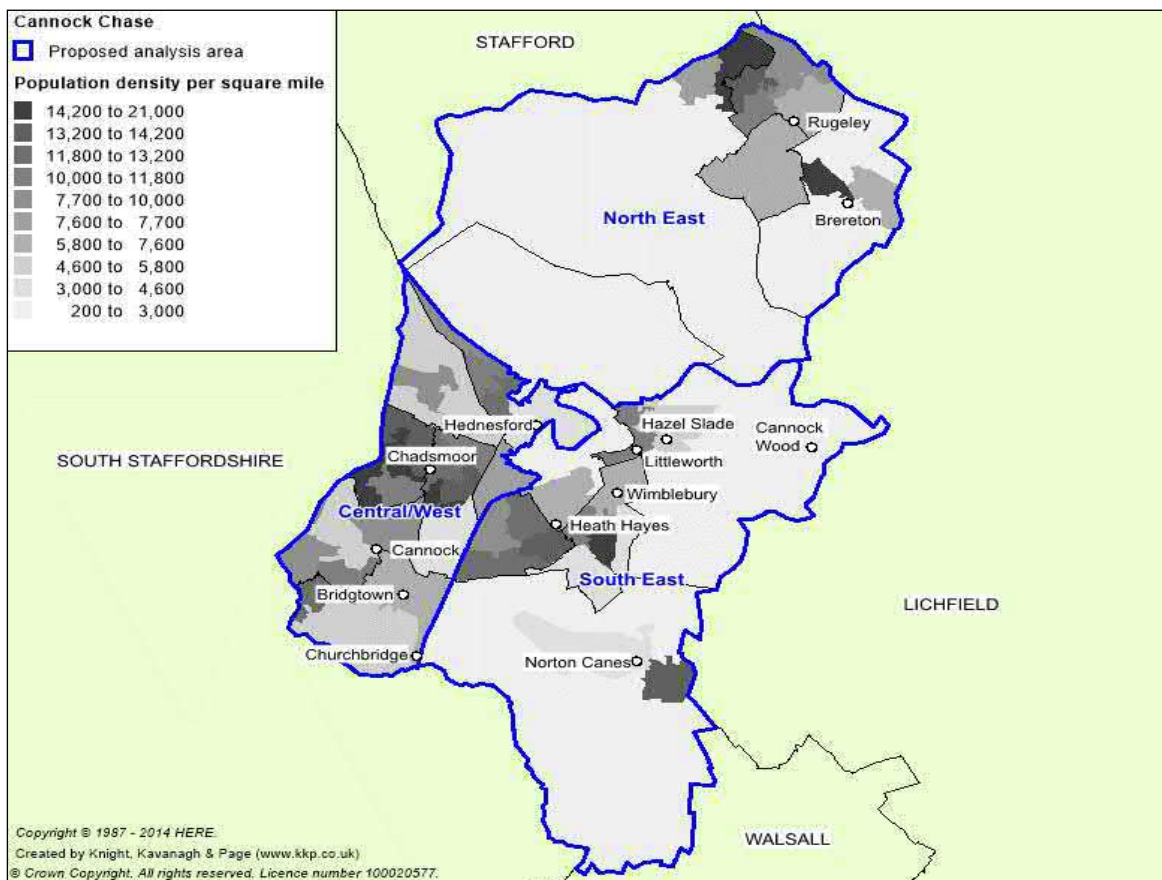 Cannock Chase
Proposed analysis area
Population density per square mile
14,200 to 21,000
13,200 to 14,200
11,800 to 13,200
10,000 to 11,800
7,700 to 10,000
7,600 to 7,700
5,800 to 7,600
4,600 to 5,800
3,000 to 4,600
200 to 3,000
STAFFORD
Rugeley
Brereton
North East
Hednesford
Hazel Slade
Cannock
Wood
Littleworth
SOUTH STAFFORDSHIRE
Chadsmoor
Wimblebury
Central/West
Heath Hayes
Cannock
South East
Bridgtown
LICHFIELD
Churchbridge
Norton Canes
WALSALL
Copyright © 1987 - 2014 HERE.
Created by Knight, Kavanagh & Page (www.kkp.co.uk)
© Crown Copyright. All rights reserved. Licence number 100020577.